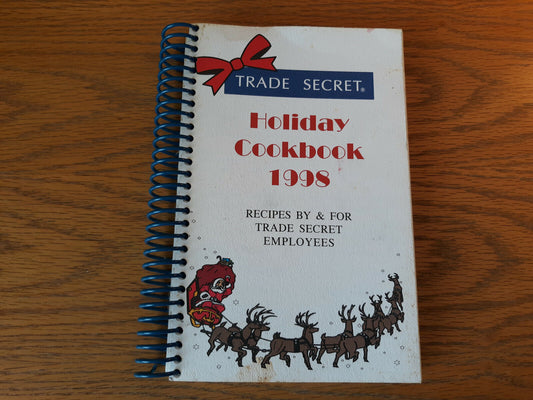 TRADE SECRET®
Holiday
Cookbook
1998
RECIPES BY & FOR
TRADE SECRET
EMPLOYEES